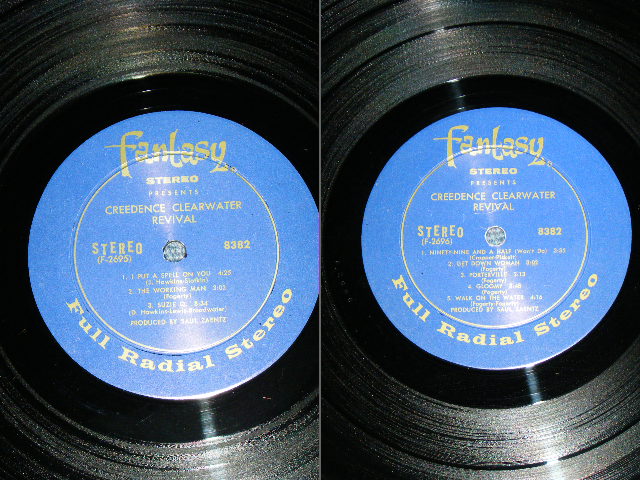 fantasy
STEREO
PRESENTS
CREEDENCE CLEARWATER
REVIVAL
STEREO
(F-2695)
8382
1. I PUT A SPELL ON YOU 4:25
(J. Hawkins-Slotkin)
2. THE WORKING MAN 3:02
(Fogerty)
3. SUZIE Q. 8:34
(D. Hawkins-Lewis-Broadwater)
PRODUCED BY SAUL ZAENTZ
Full Radial Stereo
fantasy
STEREO
PRESENTS
CREEDENCE CLEARWATER
REVIVAL
STEREO
(F-2696)
8382
1. NINETY-NINE AND A HALF (Won't Do) 3:35
(Cropper-Pickett)
2. GET DOWN WOMAN
(Fogerty)
3. PORTERVILLE
(Fogerty)
4. GLOOMY
(Fogerty)
5. WALK ON THE WATER
(Fogerty-Fogerty)
PRODUCED BY SAUL ZAENTZ
Full Radial Stereo